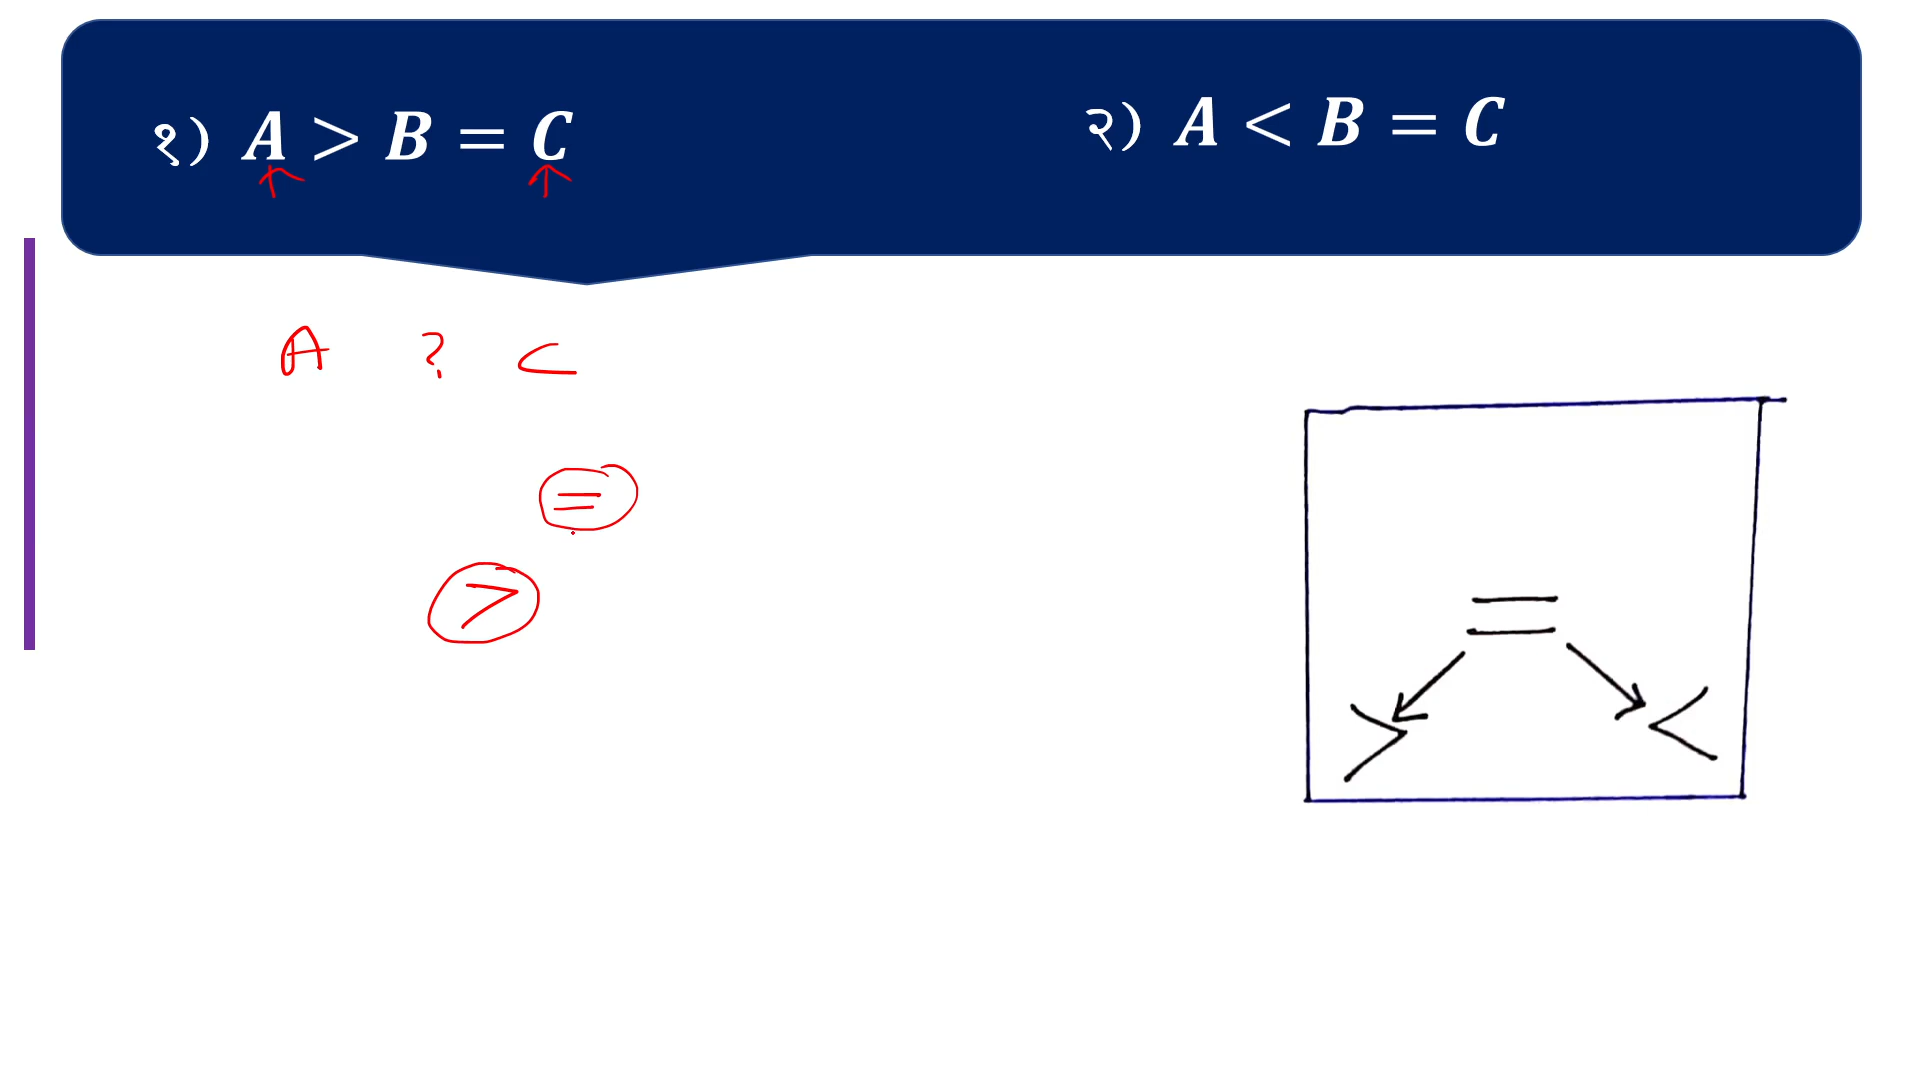 १) A > B = C
२) A < B = C
A ? C
=
>
=
> <